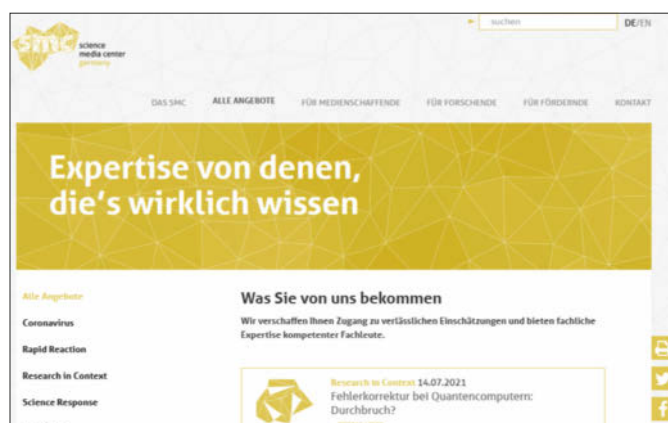 suchen
DE/EN
smc science
media center
germany
DAS SMC ALLE ANGEBOTE FÜR MEDIENSCHAFFENDE FÜR FORSCHENDE FÜR FÖRDERNDE KONTAKT
Expertise von denen,
die's wirklich wissen
Alle Angebote
Coronavirus
Rapid Reaction
Research in Context
Science Response
Was Sie von uns bekommen
Wir verschaffen Ihnen Zugang zu verlässlichen Einschätzungen und bieten fachliche
Expertise kompetenter Fachleute.
Research in Context 14.07.2021
Fehlerkorrektur bei Quantencomputern:
Durchbruch?